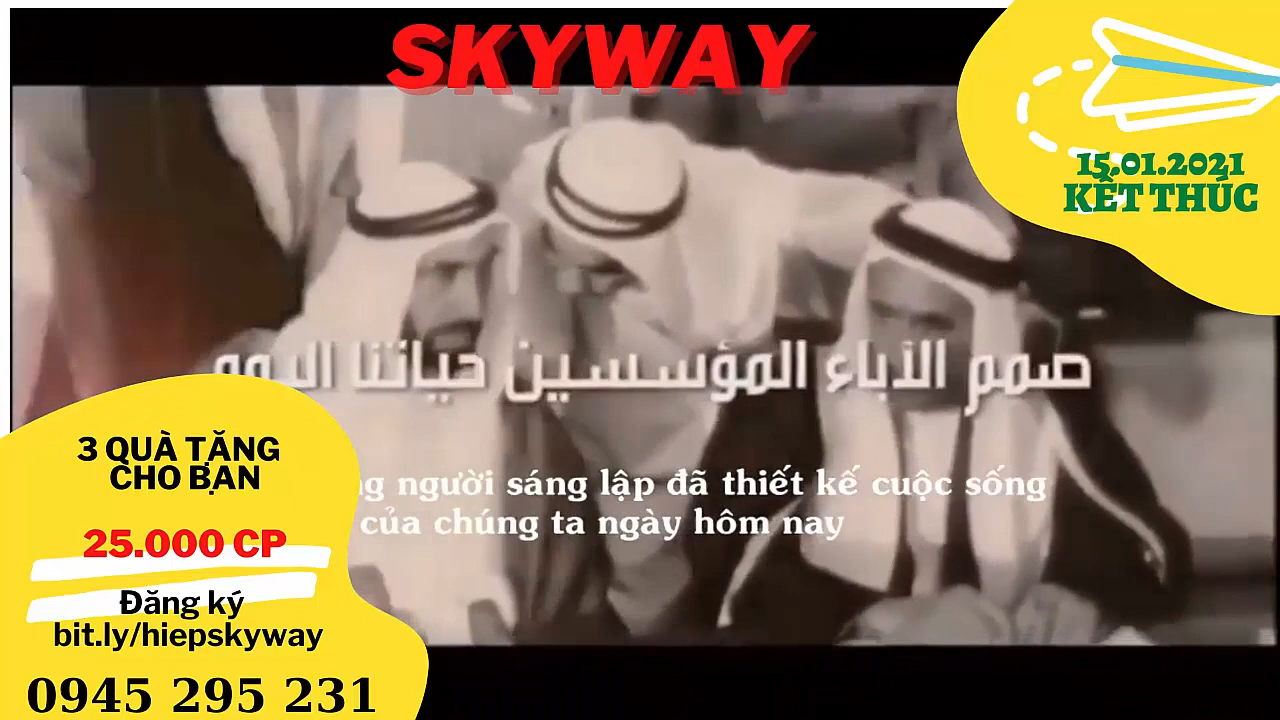 SKYWAY
15.01.2021
KẾT THÚC
صمم الآباء المؤسسين حياتنا اليوم
3 QUÀ TẶNG
CHO BẠN
người sáng lập đã thiết kế cuộc sống
của chúng ta ngày hôm nay
25.000 CP
Đăng ký
bit.ly/hiepskyway
0945 295 231